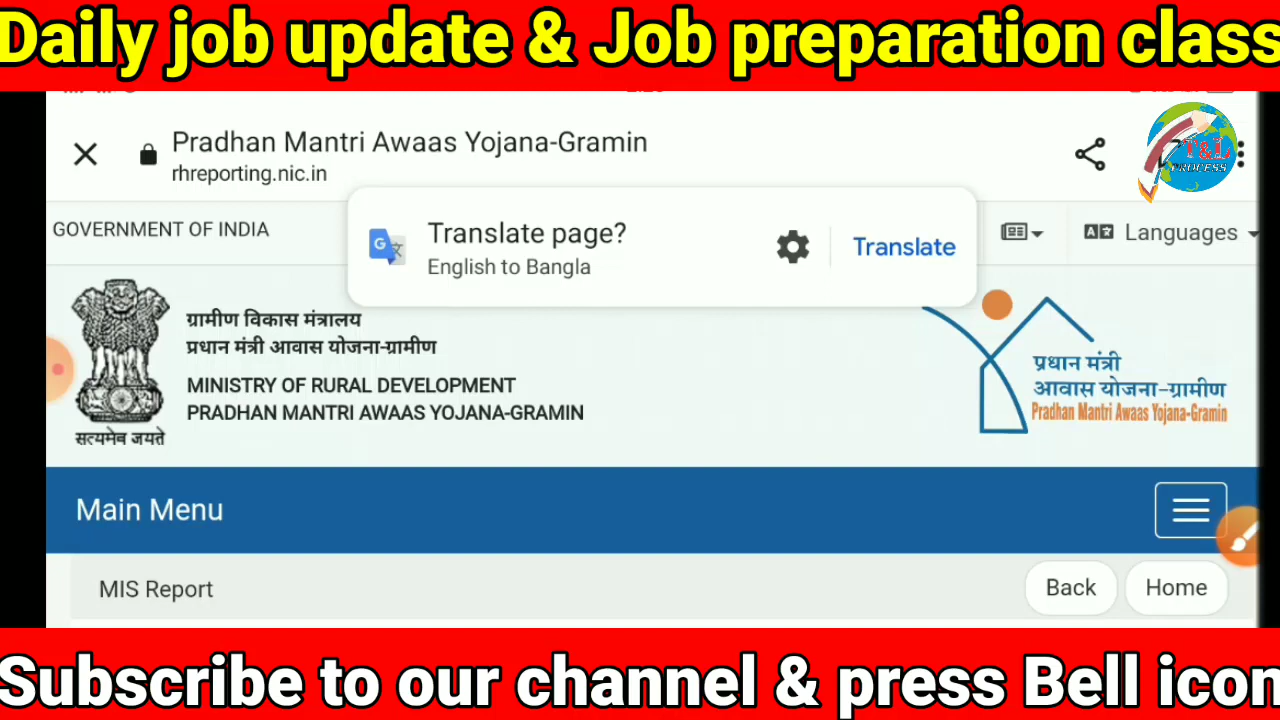 Daily job update & Job preparation class
Pradhan Mantri Awaas Yojana-Gramin
rhreporting.nic.in
T&L
PROCESS
GOVERNMENT OF INDIA
Translate page?
English to Bangla
Translate
Languages
ग्रामीण विकास मंत्रालय
प्रधान मंत्री आवास योजना-ग्रामीण
MINISTRY OF RURAL DEVELOPMENT
PRADHAN MANTRI AWAAS YOJANA-GRAMIN
सत्यमेव जयते
प्रधान मंत्री
आवास योजना-ग्रामीण
Pradhan Mantri Awaas Yojana-Gramin
Main Menu
MIS Report
Back
Home
Subscribe to our channel & press Bell icon